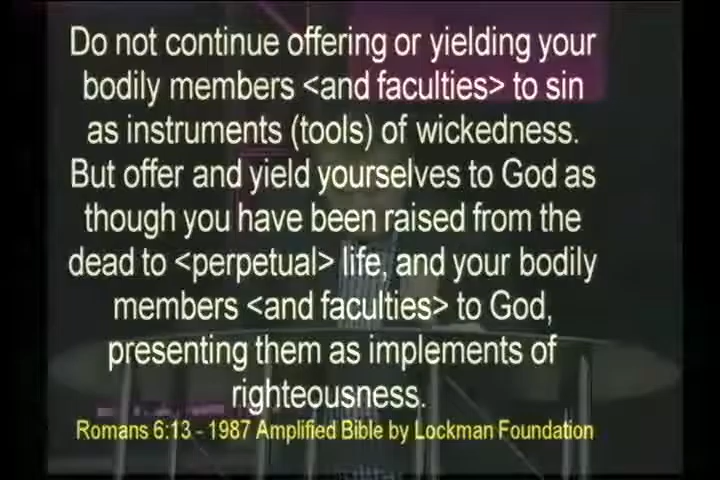 Do not continue offering or yielding your
bodily members <and faculties> to sin
as instruments (tools) of wickedness.
But offer and yield yourselves to God as
though you have been raised from the
dead to <perpetual> life, and your bodily
members <and faculties> to God,
presenting them as implements of
righteousness.
Romans 6:13 - 1987 Amplified Bible by Lockman Foundation